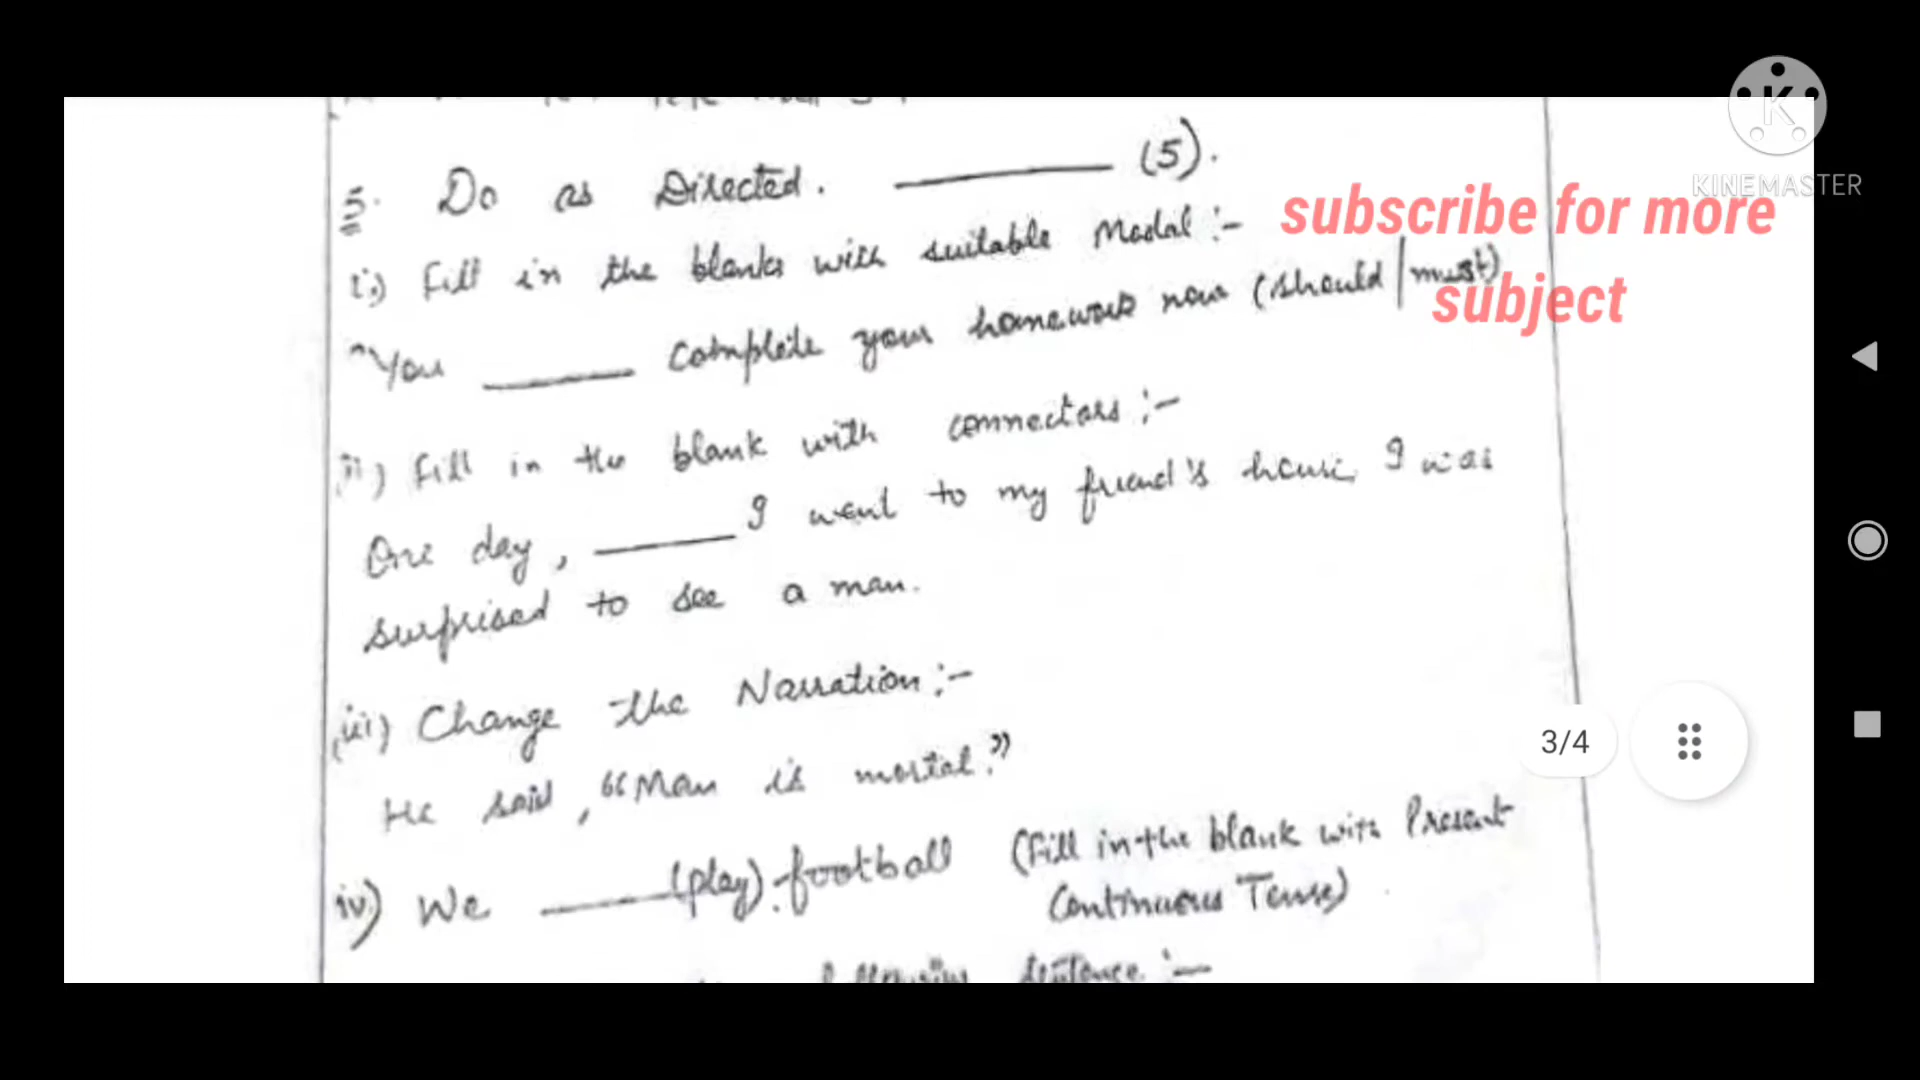 5. Do as Directed. (5).
i) Fill in the blanks with suitable Modal :-
You ______ complete your homework now (should/must)
ii) Fill in the blank with connectors :-
One day, ______ I went to my friend's house, I was
surprised to see a man.
iii) Change the Narration :-
He said, "Man is mortal."
iv) We ______ (play) football (Fill in the blank with Present
Continuous Tense)
following sentence :-
subscribe for more
subject
K
KINEMASTER
3/4